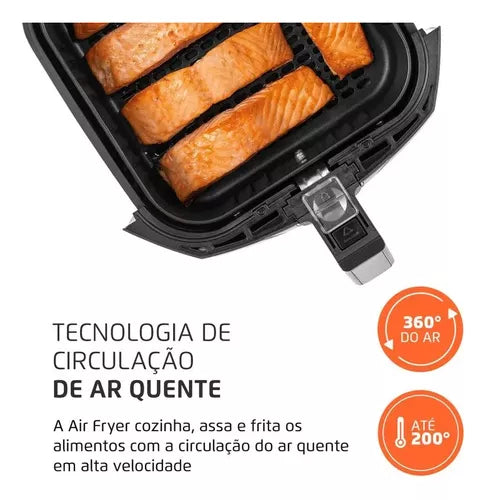 TECNOLOGIA DE
CIRCULAÇÃO
DE AR QUENTE
A Air Fryer cozinha, assa e frita os
alimentos com a circulação do ar quente
em alta velocidade
360°
DO AR
ATÉ
200°